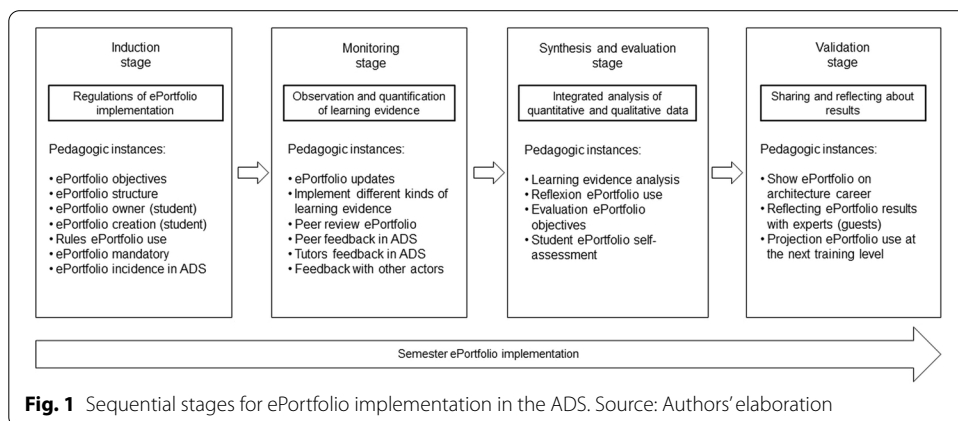 Induction
stage
Regulations of ePortfolio
implementation
Pedagogic instances:
• ePortfolio objectives
• ePortfolio structure
• ePortfolio owner (student)
• ePortfolio creation (student)
• Rules ePortfolio use
• ePortfolio mandatory
• ePortfolio incidence in ADS
Monitoring
stage
Observation and quantification
of learning evidence
Pedagogic instances:
• ePortfolio updates
• Implement different kinds of
learning evidence
• Peer review ePortfolio
• Peer feedback in ADS
• Tutors feedback in ADS
• Feedback with other actors
Synthesis and evaluation
stage
Integrated analysis of
quantitative and qualitative data
Pedagogic instances:
• Learning evidence analysis
• Reflexion ePortfolio use
• Evaluation ePortfolio
objectives
• Student ePortfolio self-
assessment
Validation
stage
Sharing and reflecting about
results
Pedagogic instances:
• Show ePortfolio on
architecture career
• Reflecting ePortfolio results
with experts (guests)
• Projection ePortfolio use at
the next training level
Semester ePortfolio implementation
Fig. 1 Sequential stages for ePortfolio implementation in the ADS. Source: Authors' elaboration